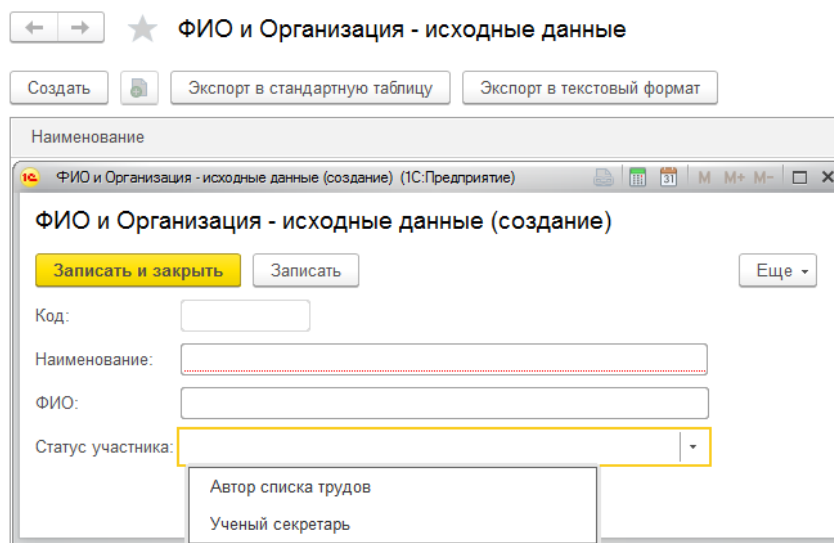 ФИО и Организация - исходные данные
Создать Экспорт в стандартную таблицу Экспорт в текстовый формат
Наименование
1С ФИО и Организация - исходные данные (создание) (1С:Предприятие) 31 M M+ M-
ФИО и Организация - исходные данные (создание)
Записать и закрыть Записать Еще
Код:
Наименование:
ФИО:
Статус участника:
Автор списка трудов
Ученый секретарь